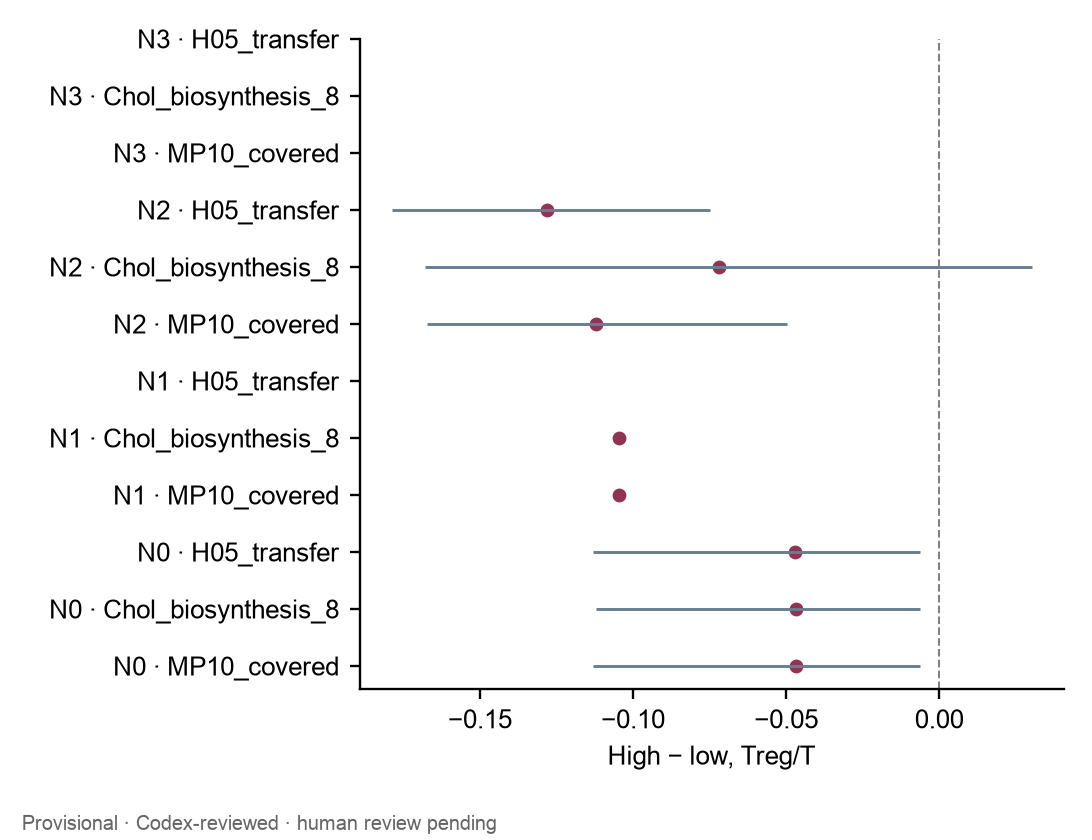 N3 · H05_transfer
N3 · Chol_biosynthesis_8
N3 · MP10_covered
N2 · H05_transfer
N2 · Chol_biosynthesis_8
N2 · MP10_covered
N1 · H05_transfer
N1 · Chol_biosynthesis_8
N1 · MP10_covered
N0 · H05_transfer
N0 · Chol_biosynthesis_8
N0 · MP10_covered
−0.15 −0.10 −0.05 0.00
High − low, Treg/T
Provisional · Codex-reviewed · human review pending